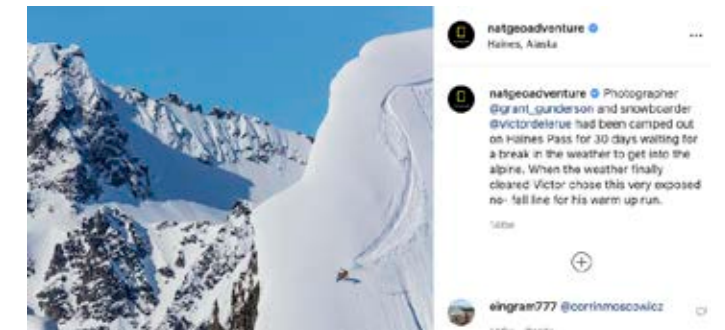 natgeoadventure
Haines, Alaska
natgeoadventure Photographer
@grant_gunderson and snowboarder
@victordelerue had been camped out
on Haines Pass for 30 days waiting for
a break in the weather to get into the
alpine. When the weather finally
cleared Victor chose this very exposed
no- fall line for his warm up run.
eingram777 @corrinmoscowicz